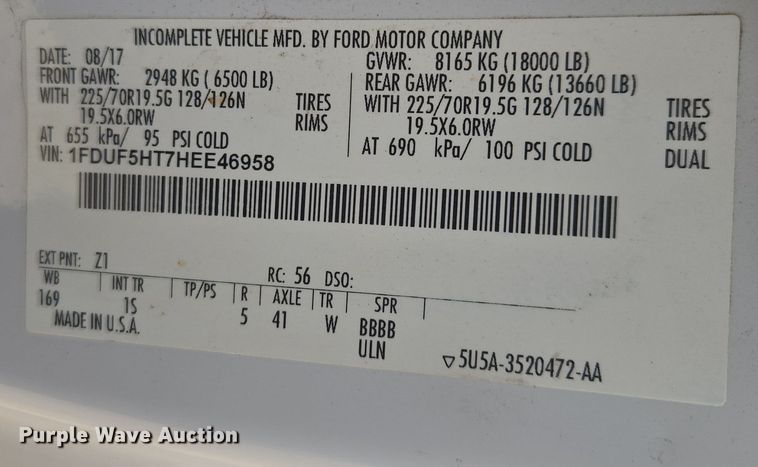 INCOMPLETE VEHICLE MFD. BY FORD MOTOR COMPANY
DATE: 08/17
GVWR: 8165 KG (18000 LB)
FRONT GAWR: 2948 KG ( 6500 LB)
REAR GAWR: 6196 KG (13660 LB)
WITH 225/70R19.5G 128/126N TIRES
WITH 225/70R19.5G 128/126N TIRES
19.5X6.0RW RIMS
19.5X6.0RW RIMS
AT 655 kPa/ 95 PSI COLD
AT 690 kPa/ 100 PSI COLD DUAL
VIN: 1FDUF5HT7HEE46958
EXT PNT: Z1
RC: 56 DSO:
WB INT TR TP/PS R AXLE TR SPR
169 1S 5 41 W BBBB
MADE IN U.S.A. ULN
5U5A-3520472-AA
Purple Wave Auction